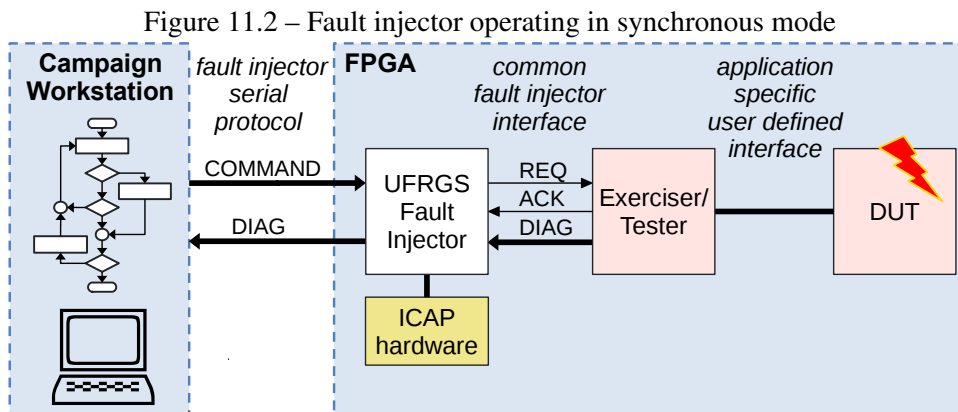 Figure 11.2 – Fault injector operating in synchronous mode
Campaign
Workstation
fault injector
serial
protocol
FPGA
common
fault injector
interface
application
specific
user defined
interface
COMMAND
DIAG
UFRGS
Fault
Injector
REQ
ACK
DIAG
Exerciser/
Tester
DUT
ICAP
hardware